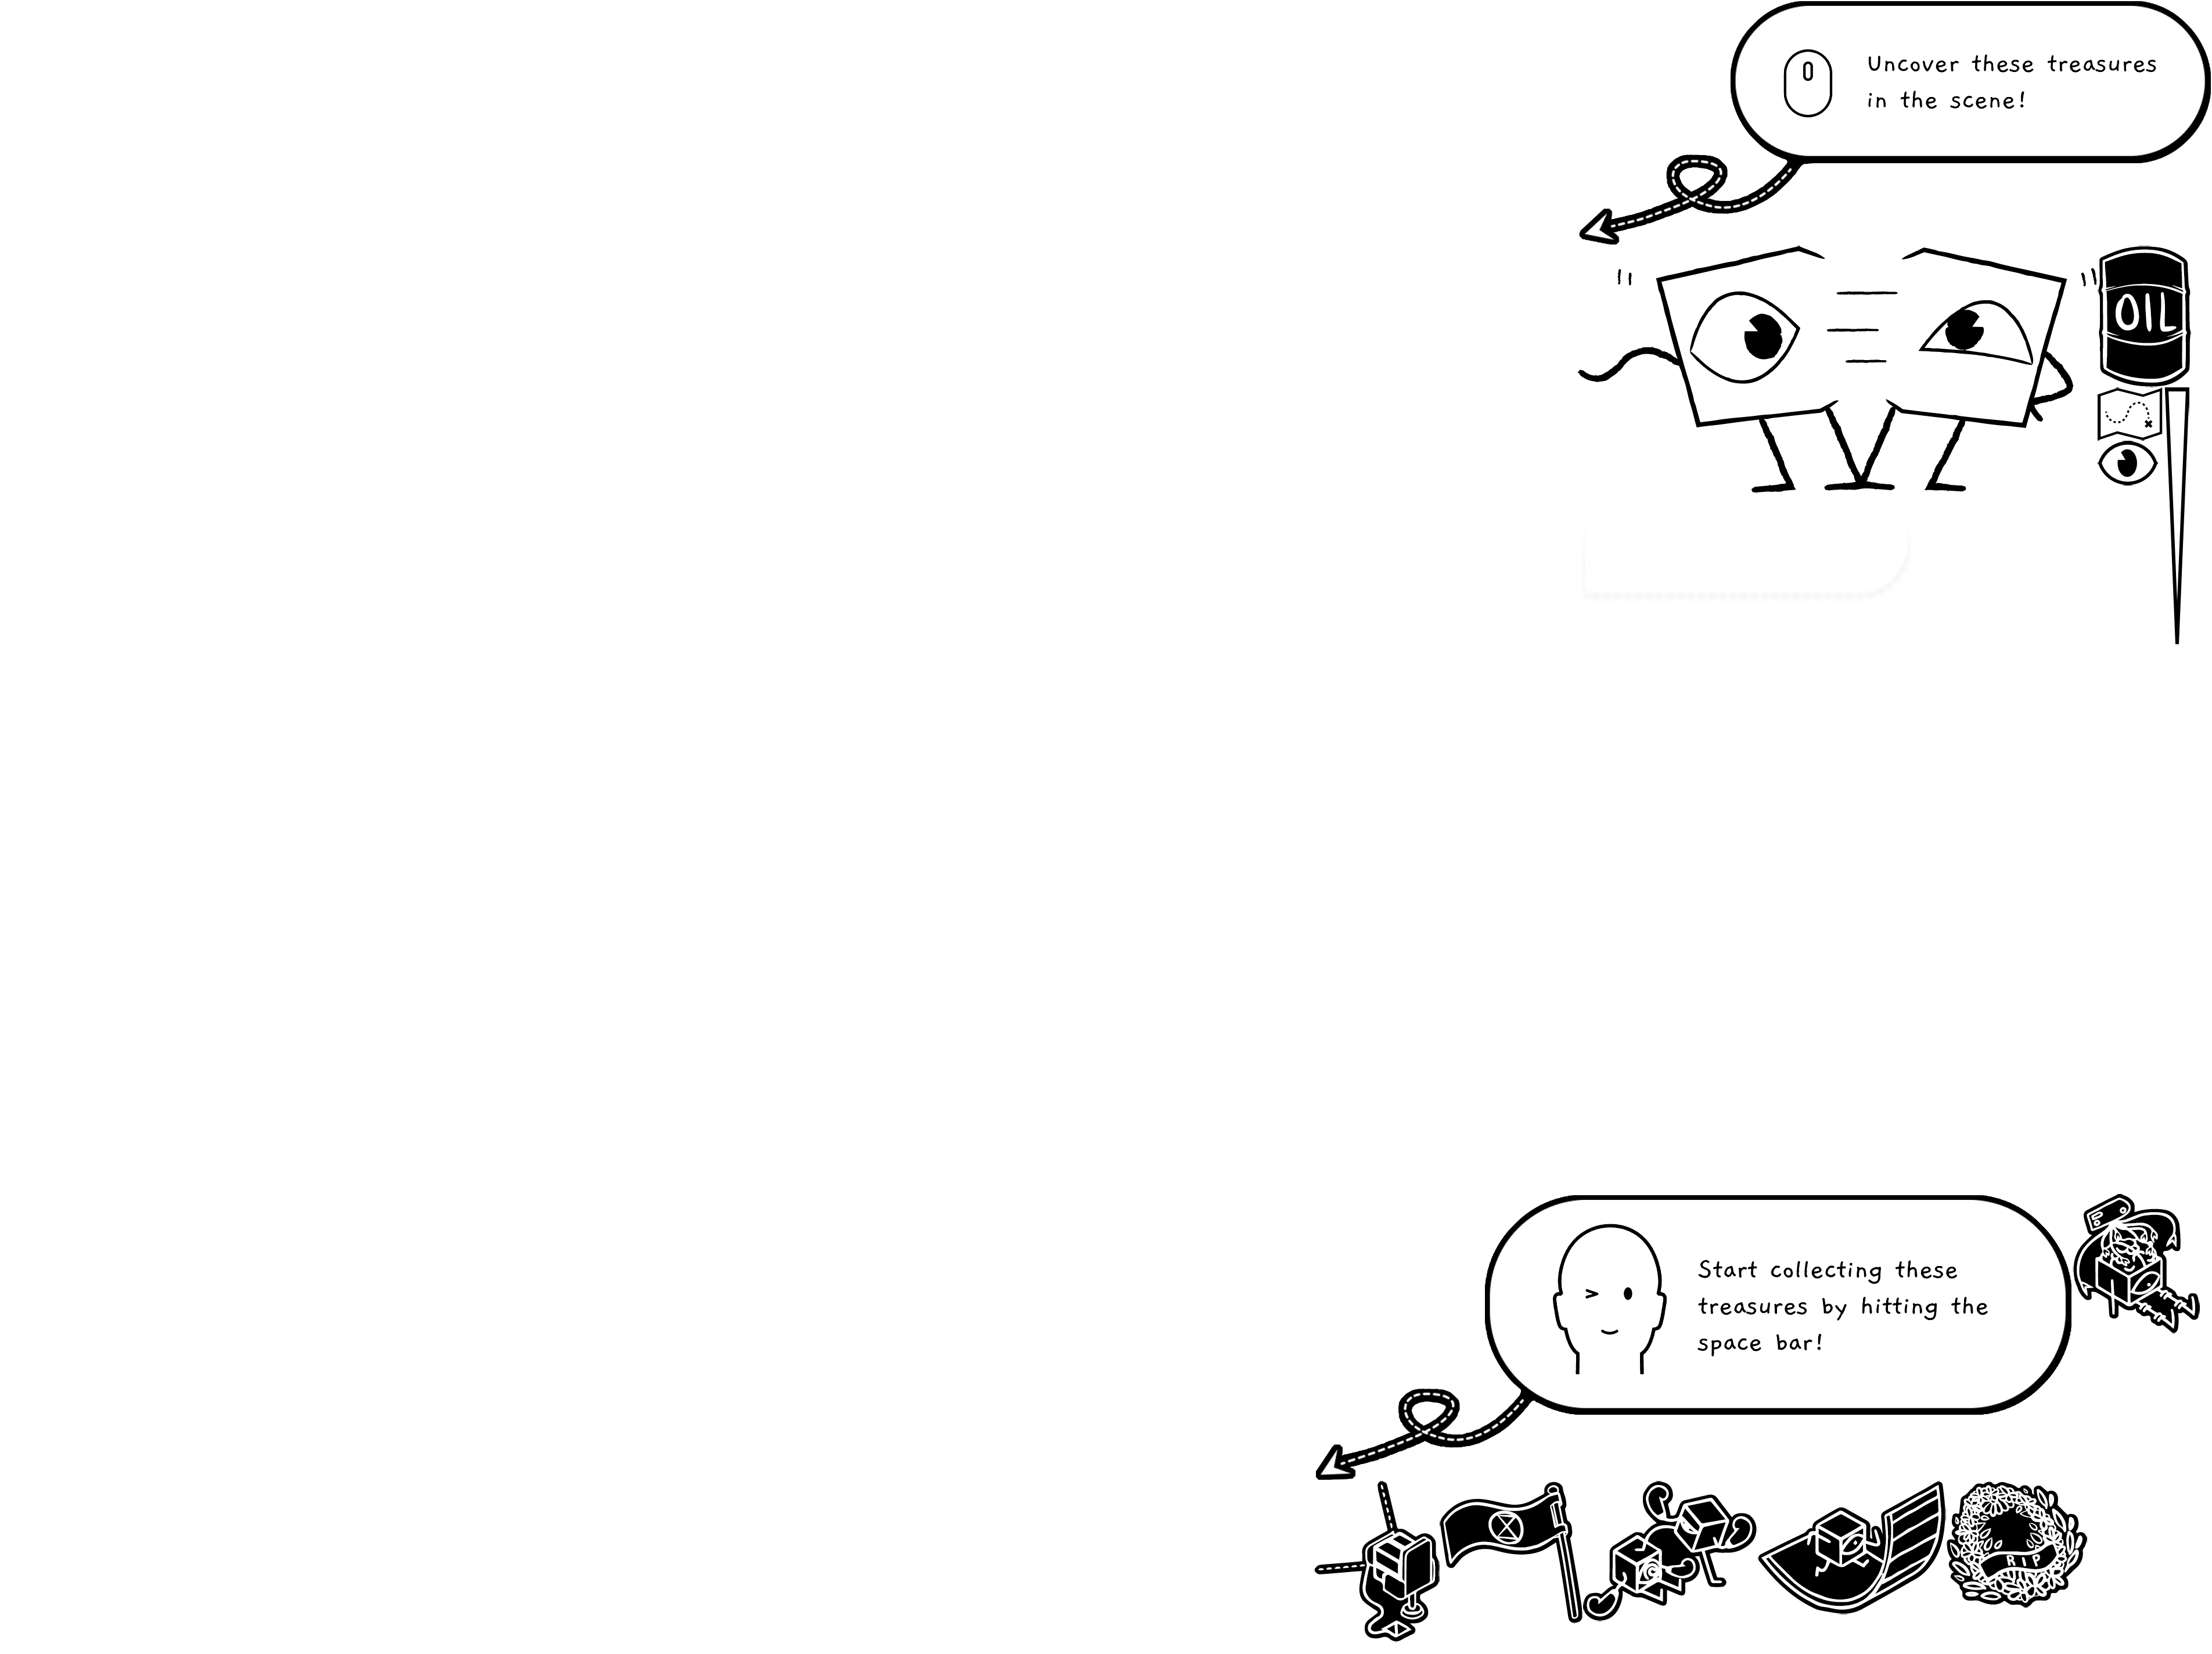 Uncover these treasures
in the scene!
OIL
Start collecting these
treasures by hitting the
space bar!
RIP